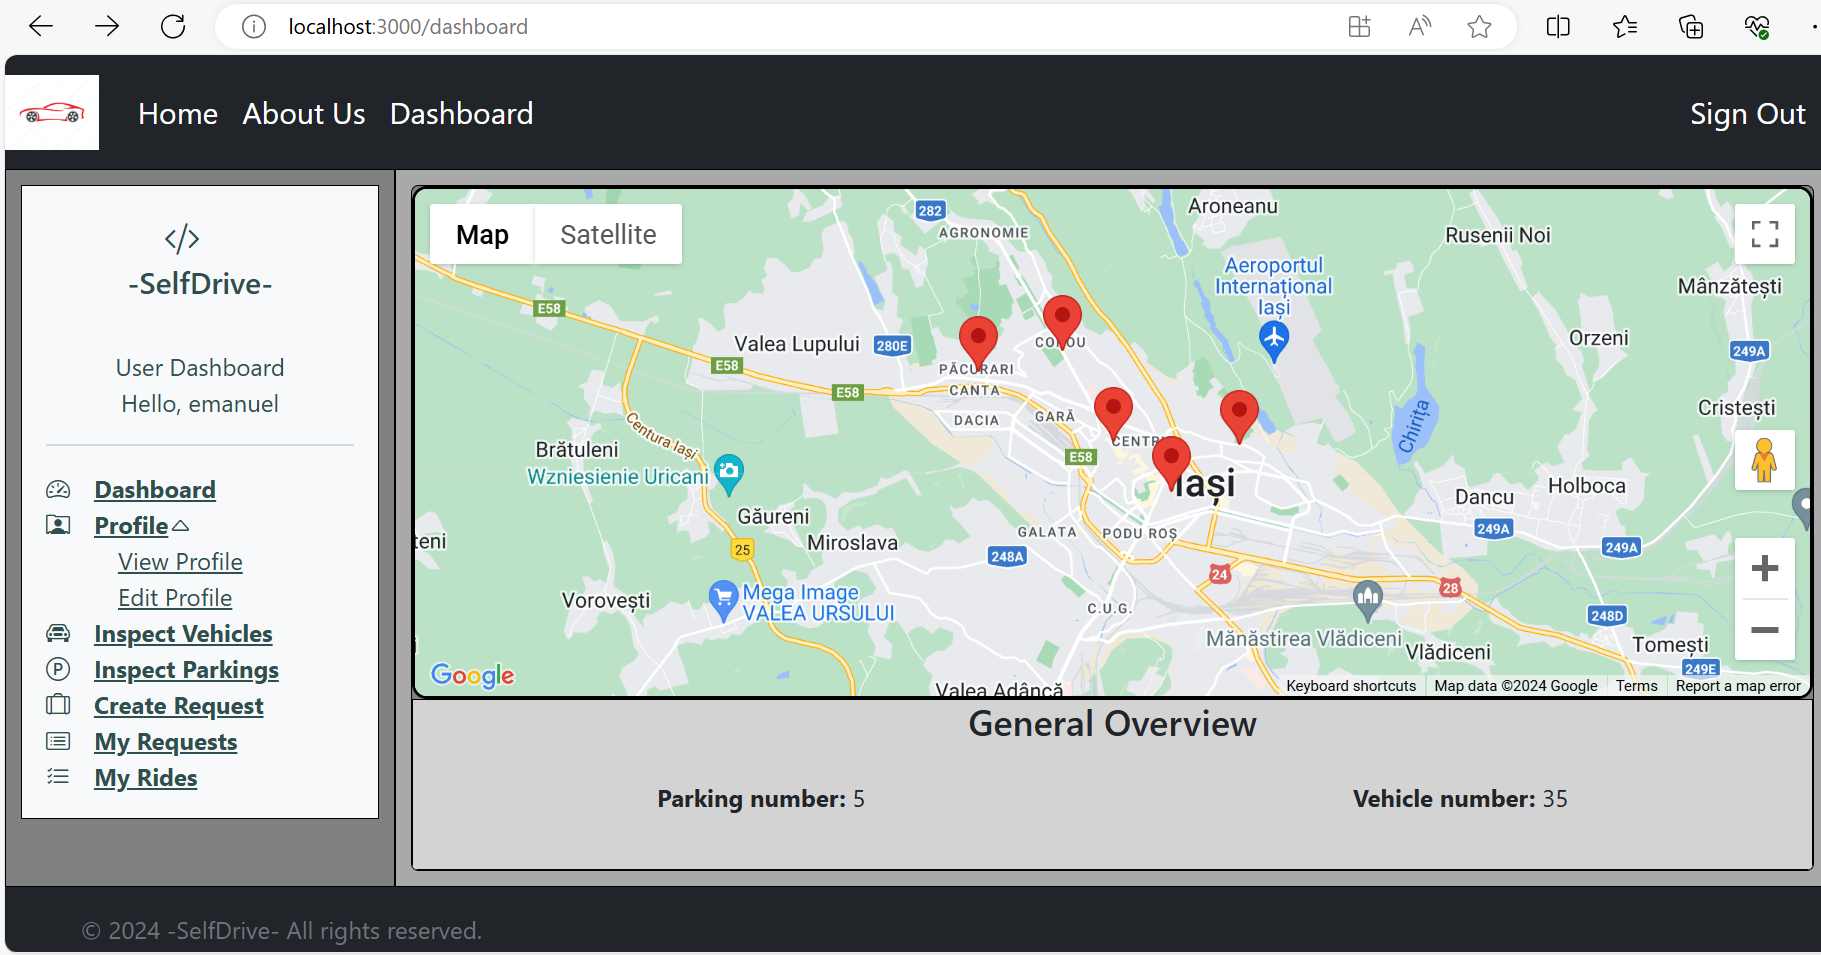 localhost:3000/dashboard
Home About Us Dashboard
Sign Out
</>
-SelfDrive-
User Dashboard
Hello, emanuel
Dashboard
Profile
View Profile
Edit Profile
Inspect Vehicles
P
Inspect Parkings
Create Request
My Requests
My Rides
Map
Satellite
282
AGRONOMIE
Aroneanu
Rusenii Noi
Aeroportul
Internațional
Iași
Mânzătești
E58
Valea Lupului
280E
Orzeni
249A
E58
PĂCURARI
CANTA
E58
DACIA
GARĂ
Cristești
Chirița
Centura Iași
Brătuleni
Wzniesienie Uricani
E58
Iași
Dancu
Holboca
Găureni
249A
249A
teni
Miroslava
GALATA
PODU ROȘ
25
248A
24
28
Vorovești
Mega Image
VALEA URSULUI
C.U.G.
248D
Mănăstirea Vlădiceni
Vlădiceni
Tomești
249E
Google
Valea Adâncă
Keyboard shortcuts
Map data ©2024 Google
Terms
Report a map error
General Overview
Parking number: 5
Vehicle number: 35
© 2024 -SelfDrive- All rights reserved.